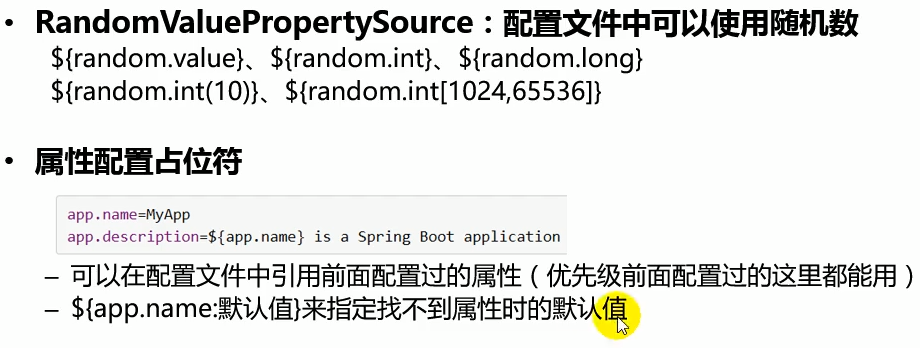 • RandomValuePropertySource：配置文件中可以使用随机数
${random.value}、${random.int}、${random.long}
${random.int(10)}、${random.int[1024,65536]}
• 属性配置占位符
app.name=MyApp
app.description=${app.name} is a Spring Boot application
– 可以在配置文件中引用前面配置过的属性（优先级前面配置过的这里都能用）
– ${app.name:默认值}来指定找不到属性时的默认值